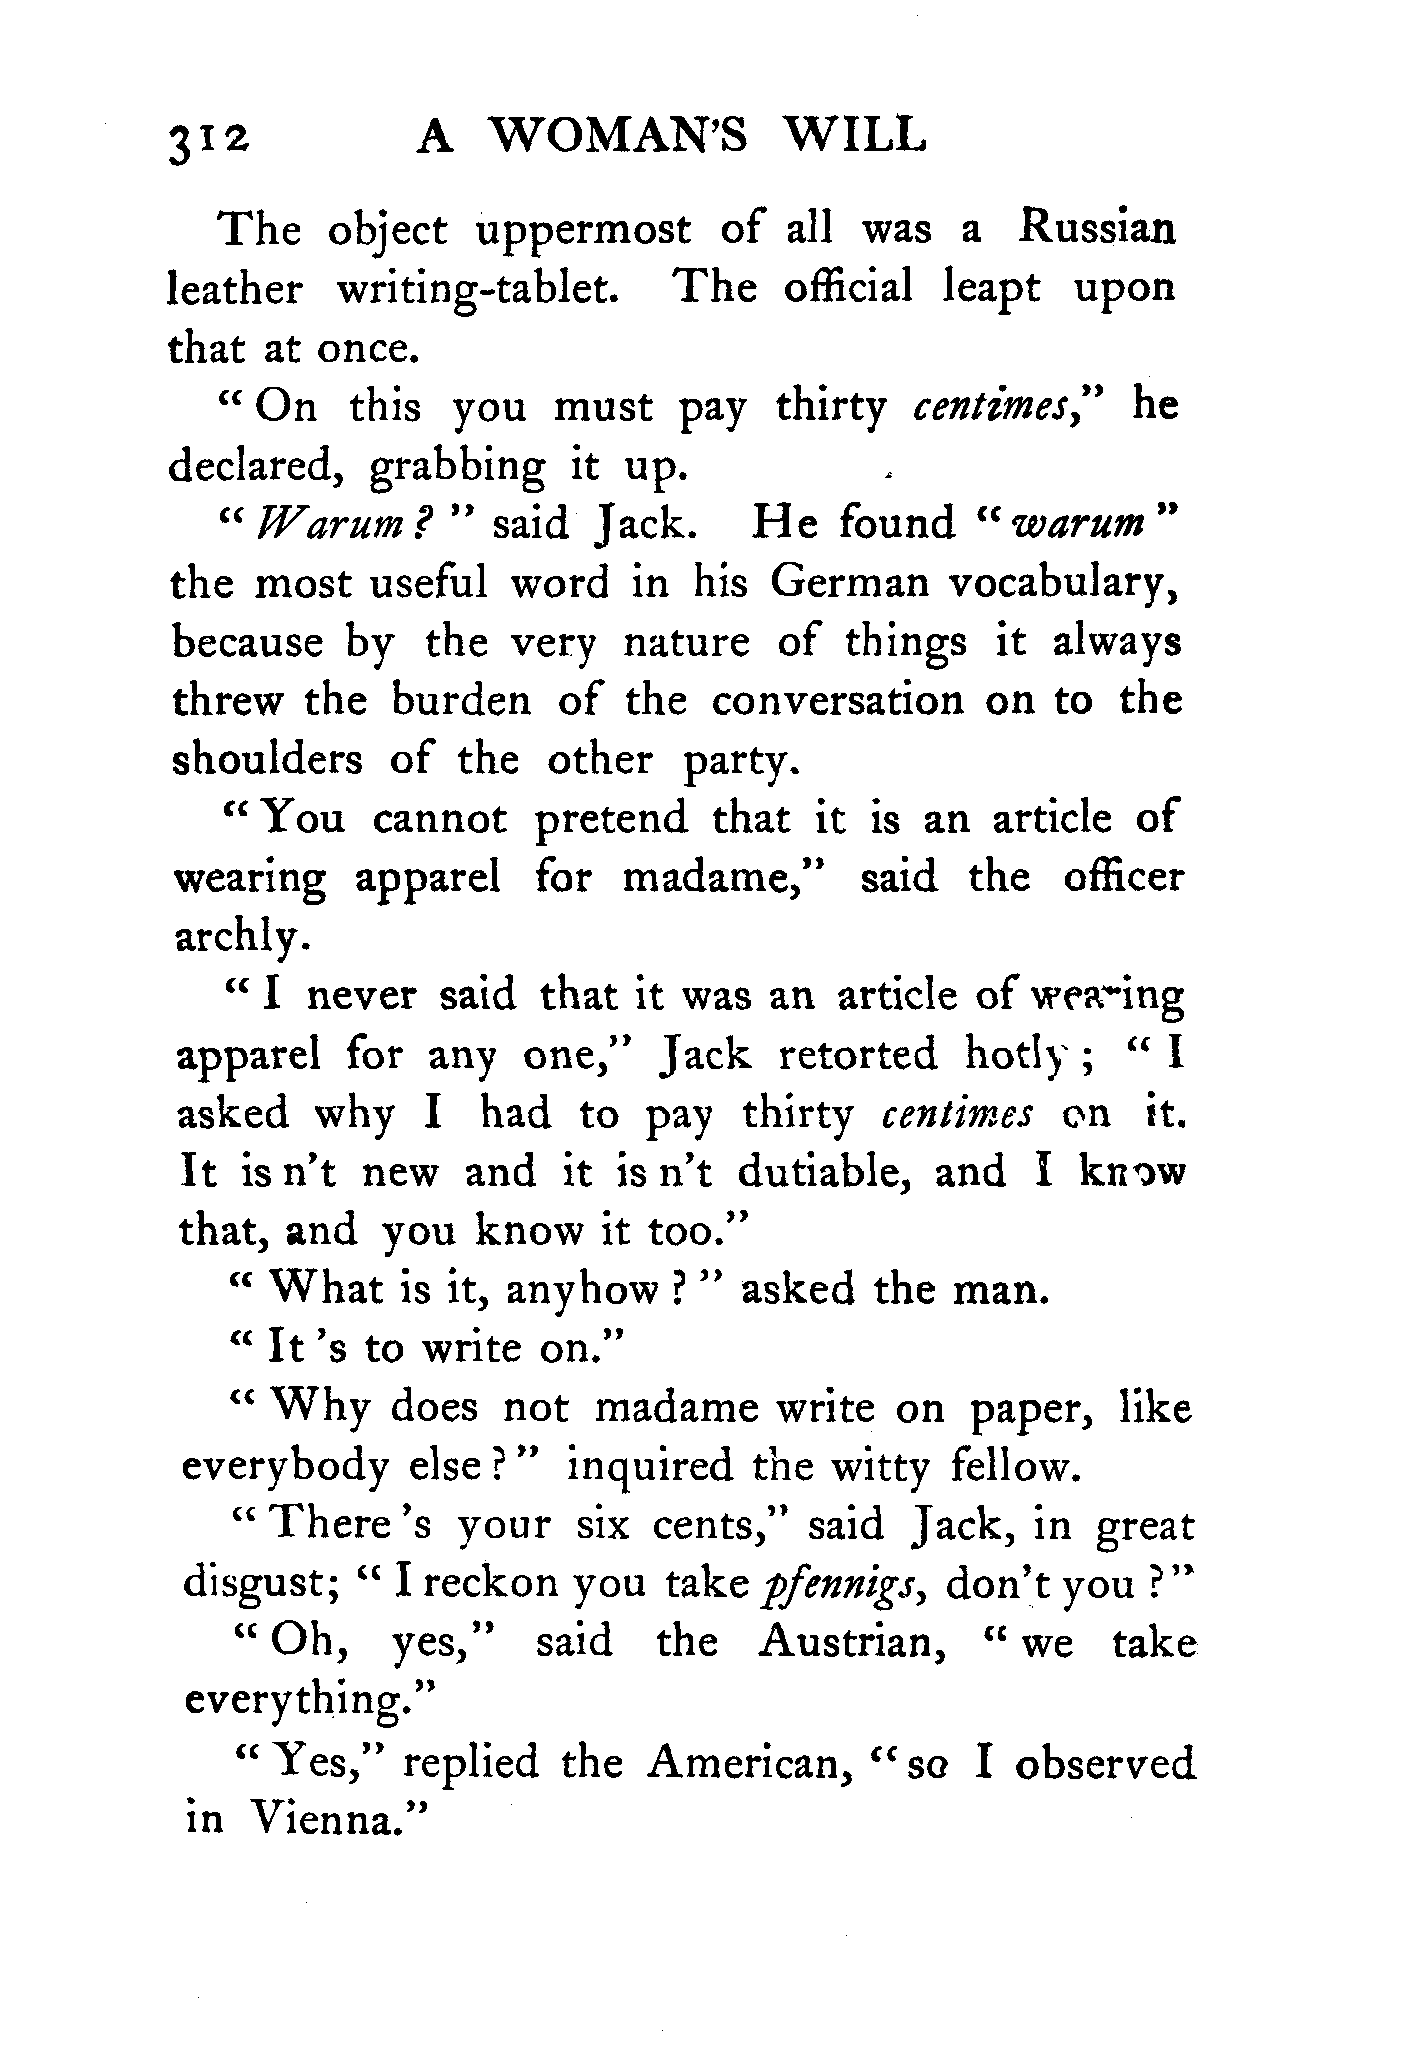 312 A WOMAN'S WILL
The object uppermost of all was a Russian
leather writing-tablet. The official leapt upon
that at once.
“ On this you must pay thirty centimes,” he
declared, grabbing it up.
“ Warum ? ” said Jack. He found “ warum ”
the most useful word in his German vocabulary,
because by the very nature of things it always
threw the burden of the conversation on to the
shoulders of the other party.
“ You cannot pretend that it is an article of
wearing apparel for madame,” said the officer
archly.
“ I never said that it was an article of wearing
apparel for any one,” Jack retorted hotly ; “ I
asked why I had to pay thirty centimes on it.
It is n't new and it is n't dutiable, and I know
that, and you know it too.”
“ What is it, anyhow ? ” asked the man.
“ It 's to write on.”
“ Why does not madame write on paper, like
everybody else ? ” inquired the witty fellow.
“ There 's your six cents,” said Jack, in great
disgust; “ I reckon you take pfennigs, don't you ?”
“ Oh, yes,” said the Austrian, “ we take
everything.”
“ Yes,” replied the American, “ so I observed
in Vienna.”